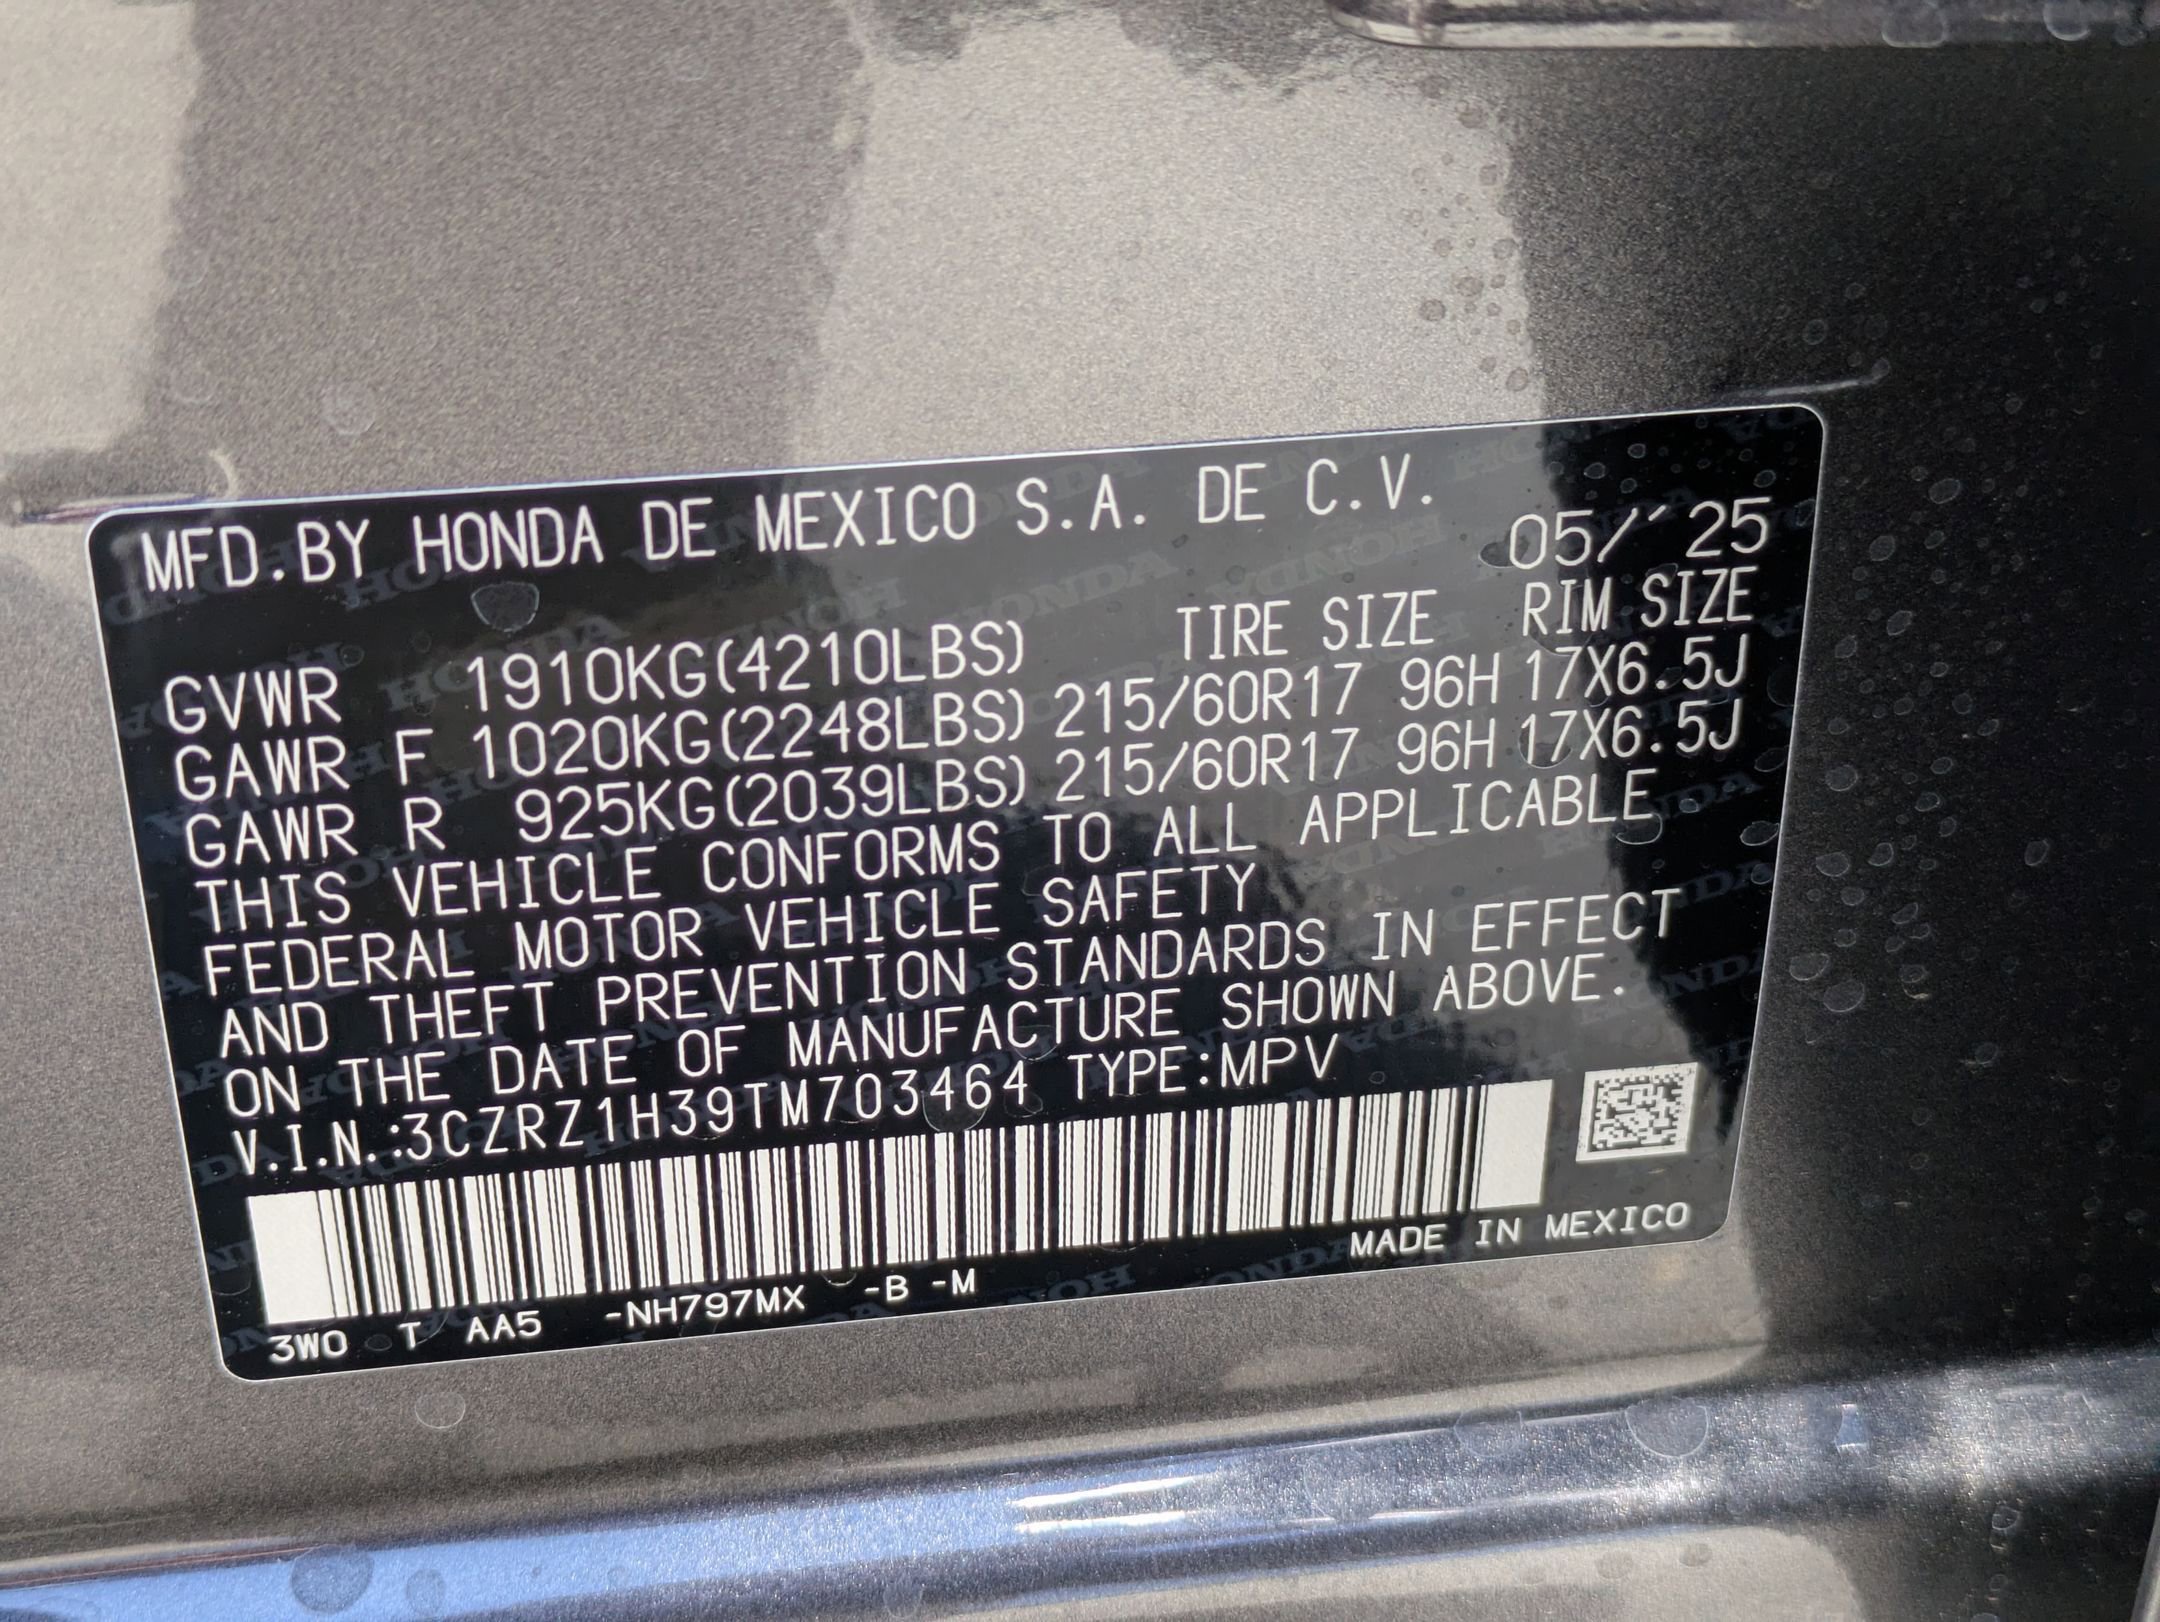 MFD.BY HONDA DE MEXICO S.A. DE C.V.
05/'25
TIRE SIZE RIM SIZE
GVWR 1910KG(4210LBS)
GAWR F 1020KG(2248LBS) 215/60R17 96H 17X6.5J
GAWR R 925KG(2039LBS) 215/60R17 96H 17X6.5J
THIS VEHICLE CONFORMS TO ALL APPLICABLE
FEDERAL MOTOR VEHICLE SAFETY
AND THEFT PREVENTION STANDARDS IN EFFECT
ON THE DATE OF MANUFACTURE SHOWN ABOVE.
V.I.N.:3CZRZ1H39TM703464 TYPE:MPV
MADE IN MEXICO
3W0 T AA5 -NH797MX -B -M